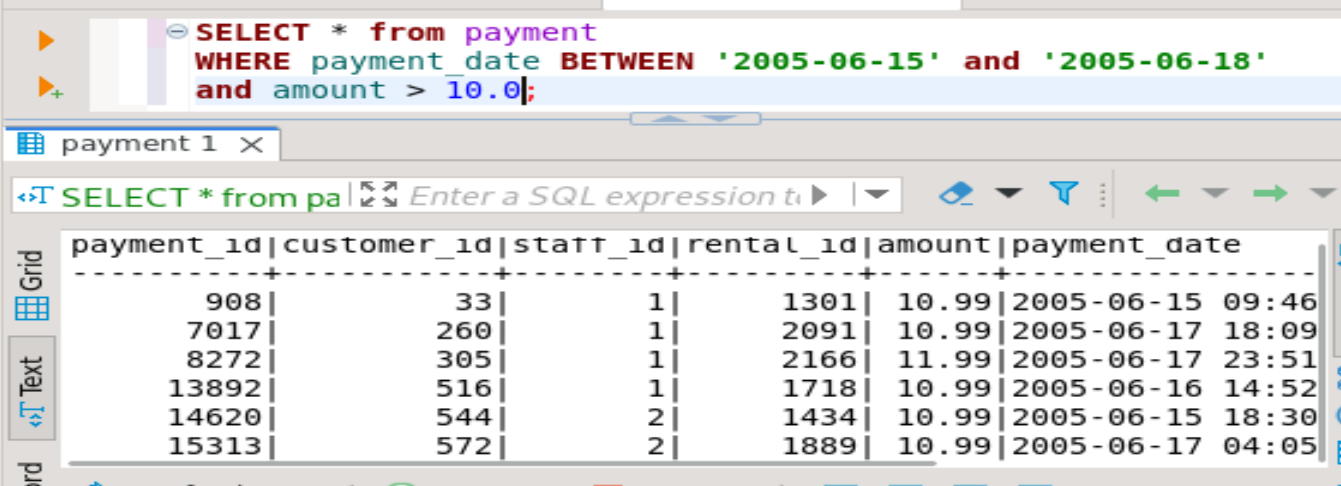 SELECT * from payment
WHERE payment_date BETWEEN '2005-06-15' and '2005-06-18'
and amount > 10.0;
payment 1
SELECT * from pa Enter a SQL expression t
payment_id|customer_id|staff_id|rental_id|amount|payment_date
----------+-----------+--------+---------+------+-----------------
908| 33| 1| 1301| 10.99|2005-06-15 09:46
7017| 260| 1| 2091| 10.99|2005-06-17 18:09
8272| 305| 1| 2166| 11.99|2005-06-17 23:51
13892| 516| 1| 1718| 10.99|2005-06-16 14:52
14620| 544| 2| 1434| 10.99|2005-06-15 18:30
15313| 572| 2| 1889| 10.99|2005-06-17 04:05
Grid
Text